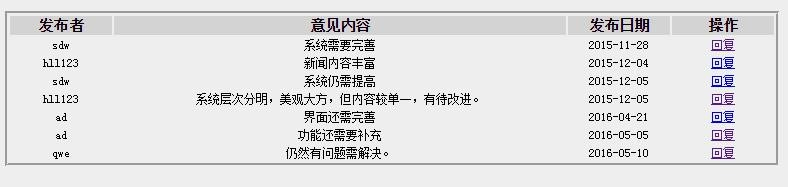 发布者 意见内容 发布日期 操作
sdw 系统需要完善 2015-11-28 回复
hll123 新闻内容丰富 2015-12-04 回复
sdw 系统仍需提高 2015-12-05 回复
hll123 系统层次分明，美观大方，但内容较单一，有待改进。 2015-12-05 回复
ad 界面还需完善 2016-04-21 回复
ad 功能还需要补充 2016-05-05 回复
qwe 仍然有问题需解决。 2016-05-10 回复